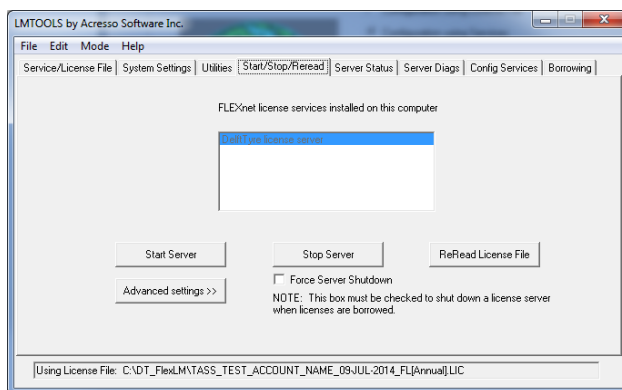 LMTOOLS by Acresso Software Inc.
File Edit Mode Help
Service/License File System Settings Utilities Start/Stop/Reread Server Status Server Diags Config Services Borrowing
FLEXnet license services installed on this computer
DelftTyre license server
Start Server Stop Server ReRead License File
Advanced settings >> Force Server Shutdown
NOTE: This box must be checked to shut down a license server
when licenses are borrowed.
Using License File: C:\DT_FlexLM\TASS_TEST_ACCOUNT_NAME_09JUL-2014_FL[Annual].LIC